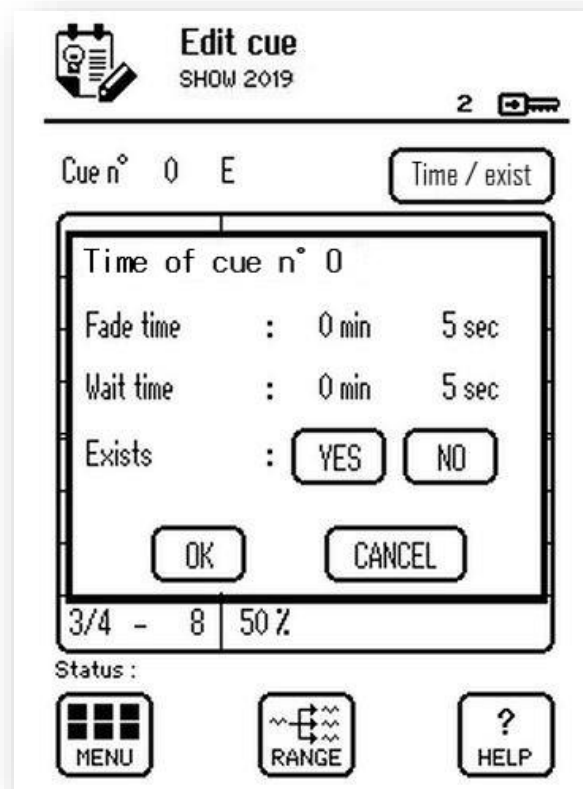 Edit cue
SHOW 2019
2
Cue n° 0 E Time / exist
Time of cue n° 0
Fade time : 0 min 5 sec
Wait time : 0 min 5 sec
Exists : YES NO
OK CANCEL
3/4 - 8 50 %
Status :
MENU RANGE ? HELP